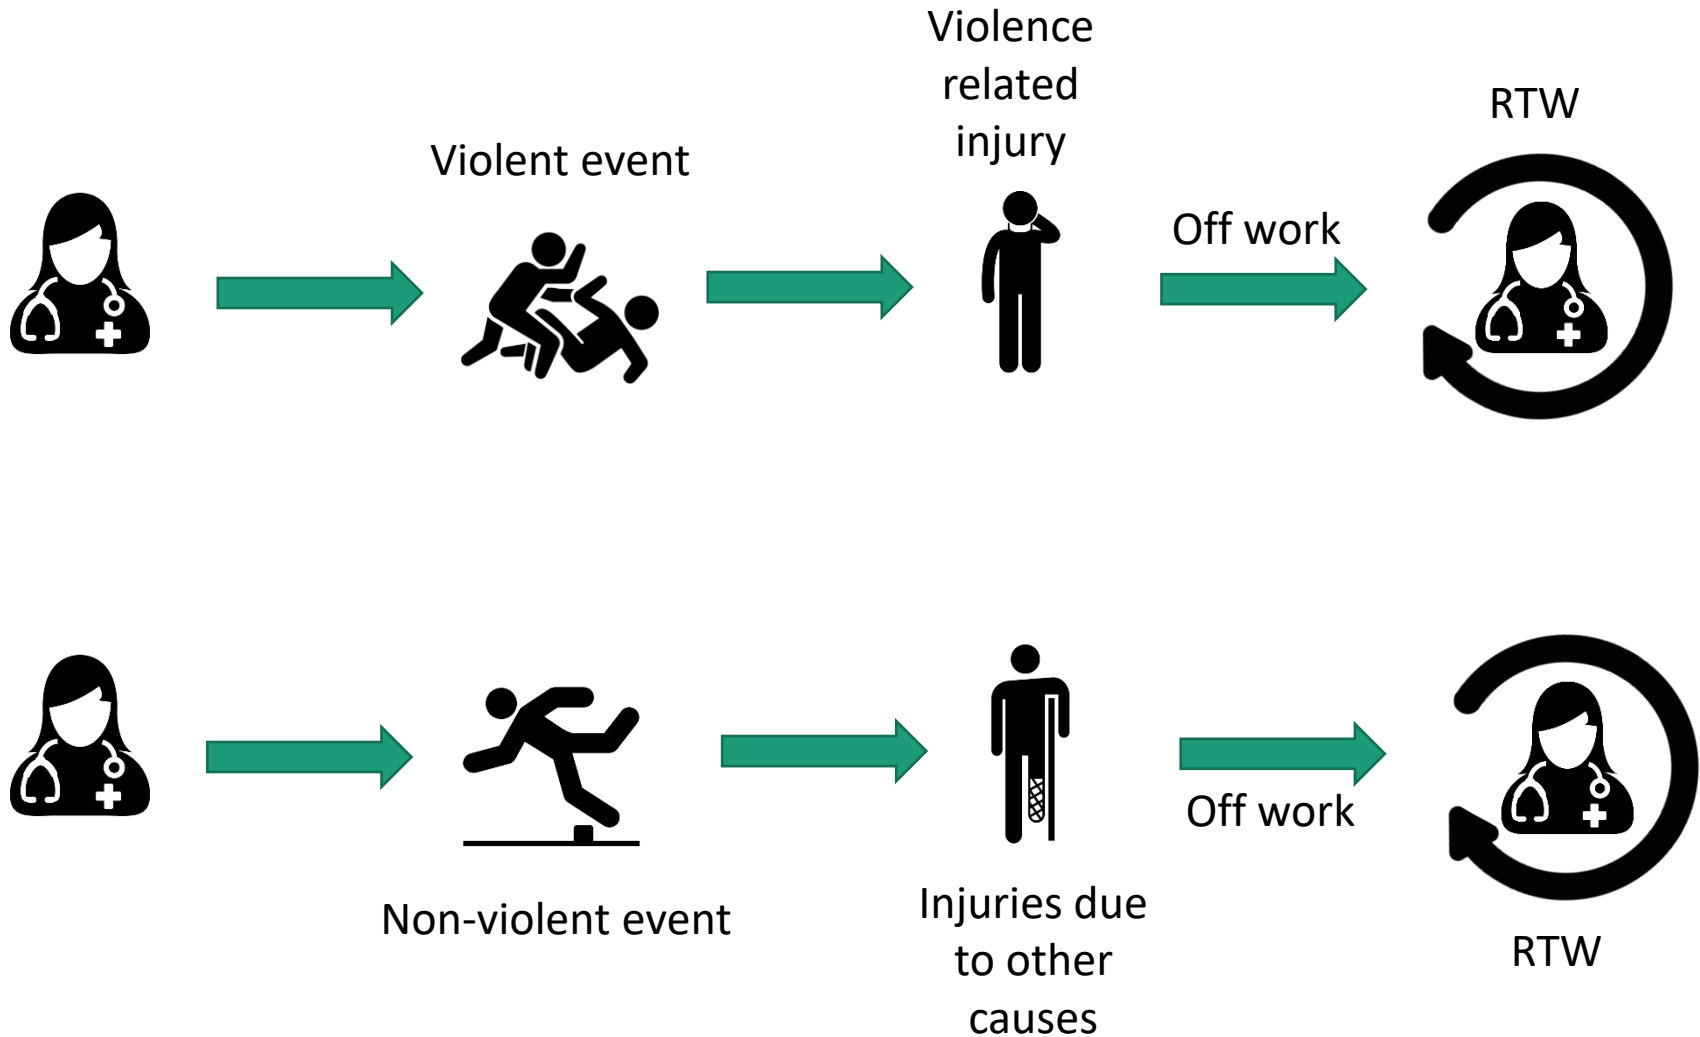 Violence
related
injury
RTW
Violent event
Off work
Off work
Non-violent event
Injuries due
to other
causes
RTW